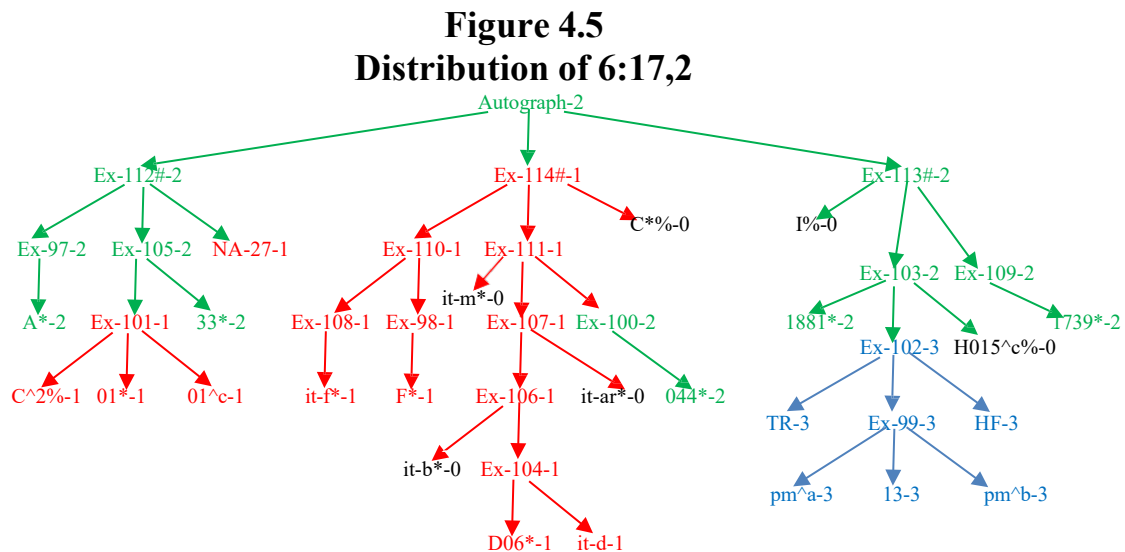 Figure 4.5
Distribution of 6:17,2
Autograph-2
Ex-112#-2 Ex-114#-1 Ex-113#-2
C*%-0 I%-0
Ex-97-2 Ex-105-2 NA-27-1 Ex-110-1 Ex-111-1
Ex-103-2 Ex-109-2
it-m*-0
A*-2 Ex-101-1 33*-2 Ex-108-1 Ex-98-1 Ex-107-1 Ex-100-2 1881*-2 1739*-2
Ex-102-3 H015^c%-0
C^2%-1 01*-1 01^c-1 it-f*-1 F*-1 Ex-106-1 it-ar*-0 044*-2
TR-3 Ex-99-3 HF-3
it-b*-0 Ex-104-1
pm^a-3 13-3 pm^b-3
D06*-1 it-d-1